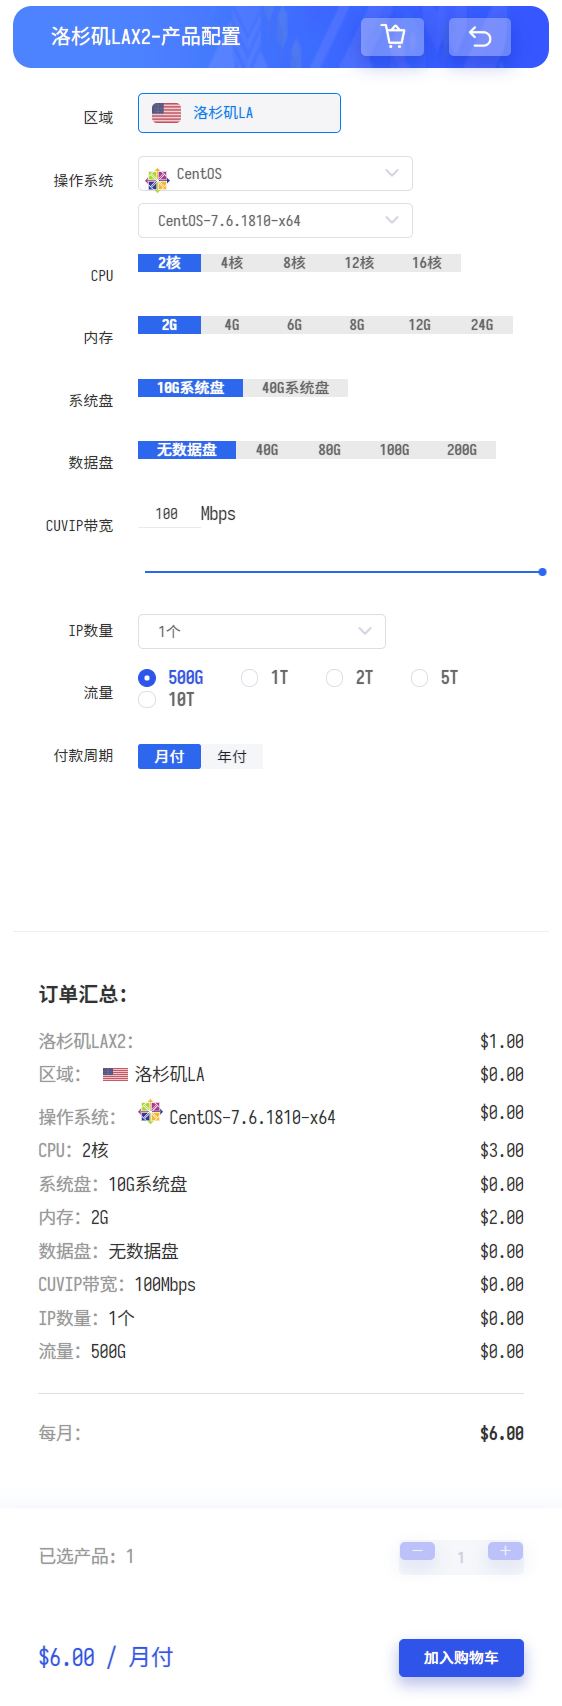 洛杉矶LAX2-产品配置
区域 洛杉矶LA
操作系统 CentOS
CentOS-7.6.1810-x64
CPU 2核 4核 8核 12核 16核
内存 2G 4G 6G 8G 12G 24G
系统盘 10G系统盘 40G系统盘
数据盘 无数据盘 40G 80G 100G 200G
CUVIP带宽 100 Mbps
IP数量 1个
流量 500G 1T 2T 5T
10T
付款周期 月付 年付
订单汇总：
洛杉矶LAX2： $1.00
区域： 洛杉矶LA $0.00
操作系统： CentOS-7.6.1810-x64 $0.00
CPU：2核 $3.00
系统盘：10G系统盘 $0.00
内存：2G $2.00
数据盘：无数据盘 $0.00
CUVIP带宽：100Mbps $0.00
IP数量：1个 $0.00
流量：500G $0.00
每月： $6.00
已选产品：1 － 1 ＋
$6.00 / 月付 加入购物车